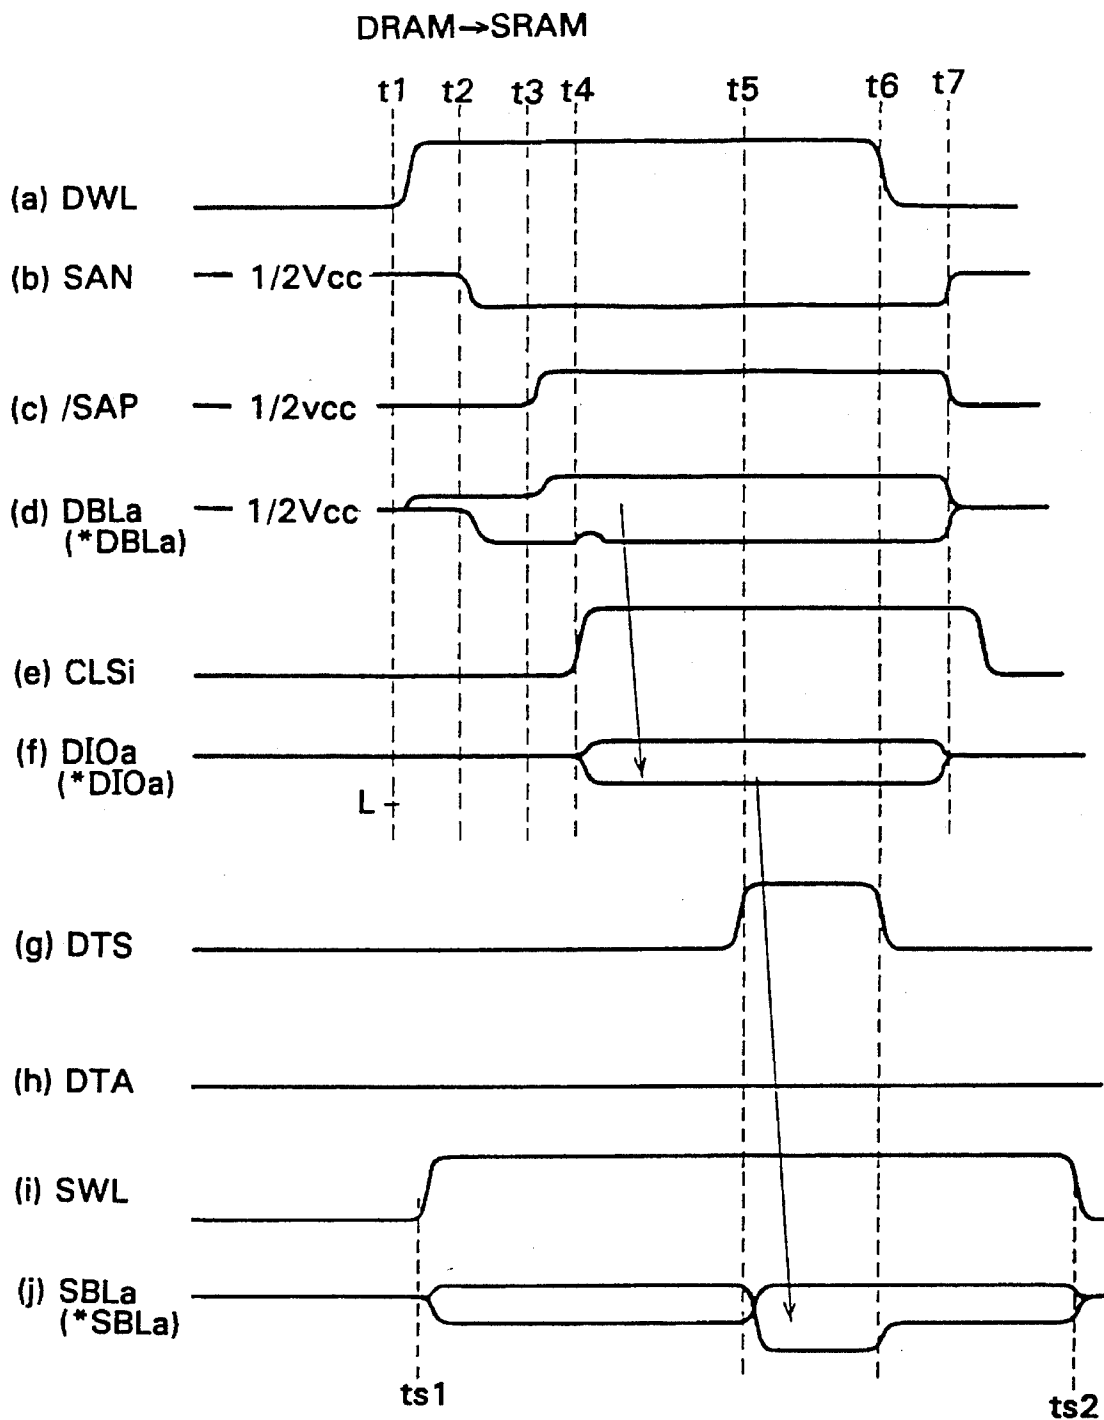 DRAM→SRAM
t1 t2 t3 t4 t5 t6 t7
(a) DWL
(b) SAN — 1/2Vcc
(c) /SAP — 1/2vcc
(d) DBLa — 1/2Vcc
(*DBLa)
(e) CLSi
(f) DIOa
(*DIOa)
L
(g) DTS
(h) DTA
(i) SWL
(j) SBLa
(*SBLa)
ts1 ts2